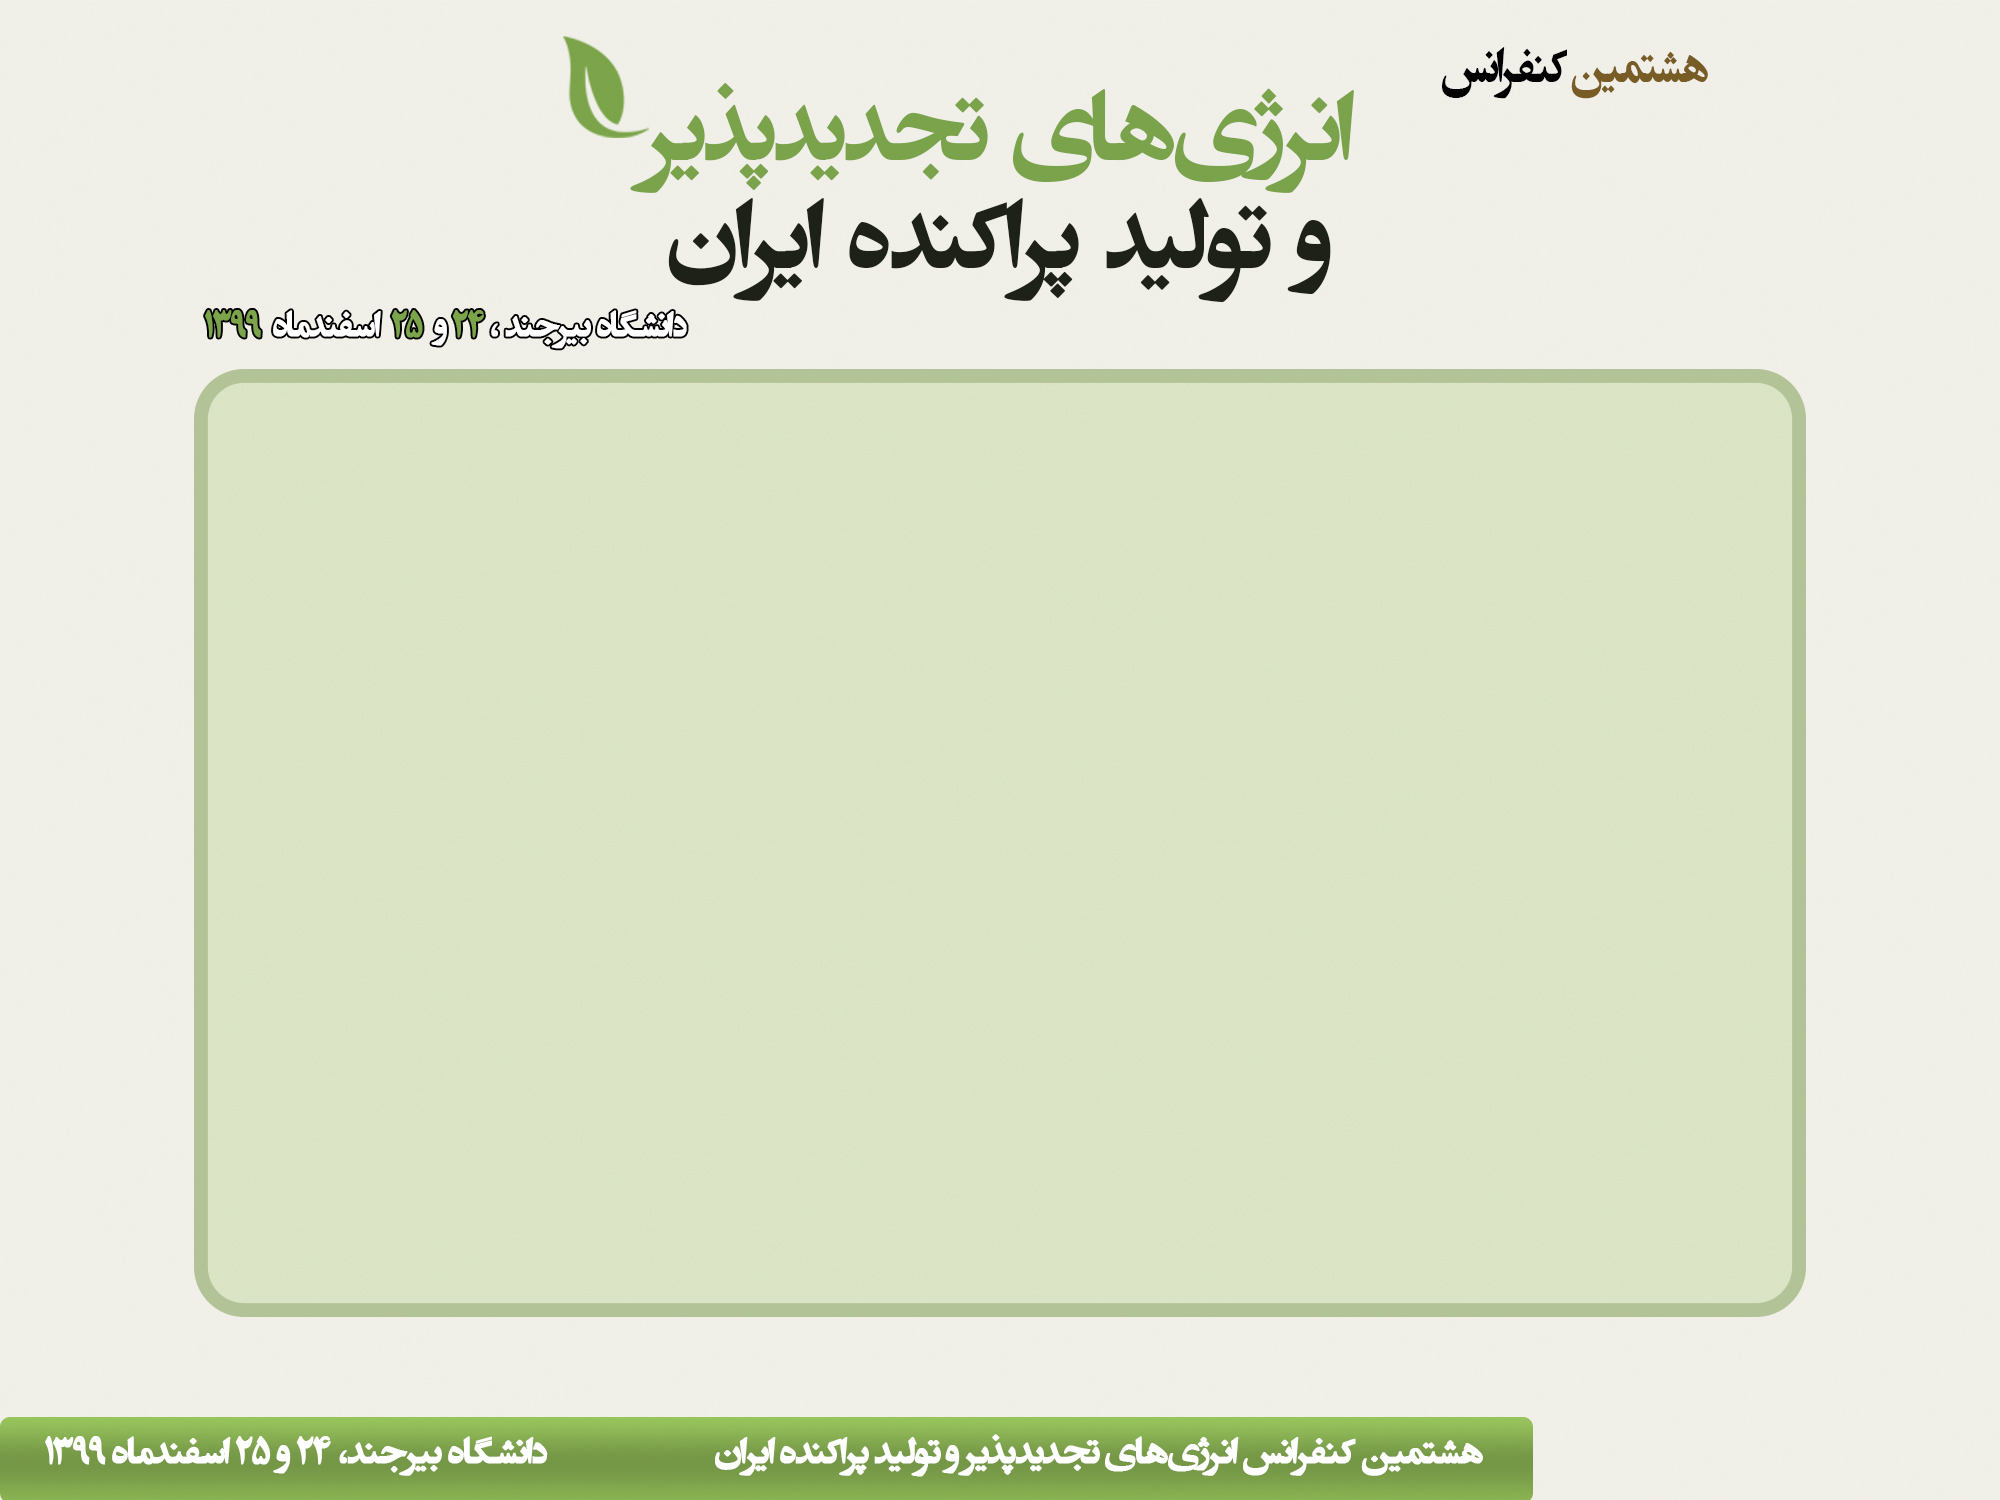 هشتمین کنفرانس
انرژی‌های تجدیدپذیر
و تولید پراکنده ایران
دانشگاه بیرجند ، ۲۴ و ۲۵ اسفندماه ۱۳۹۹
هشتمین کنفرانس انرژی‌های تجدیدپذیر و تولید پراکنده ایران
دانشگاه بیرجند، ۲۴ و ۲۵ اسفندماه ۱۳۹۹